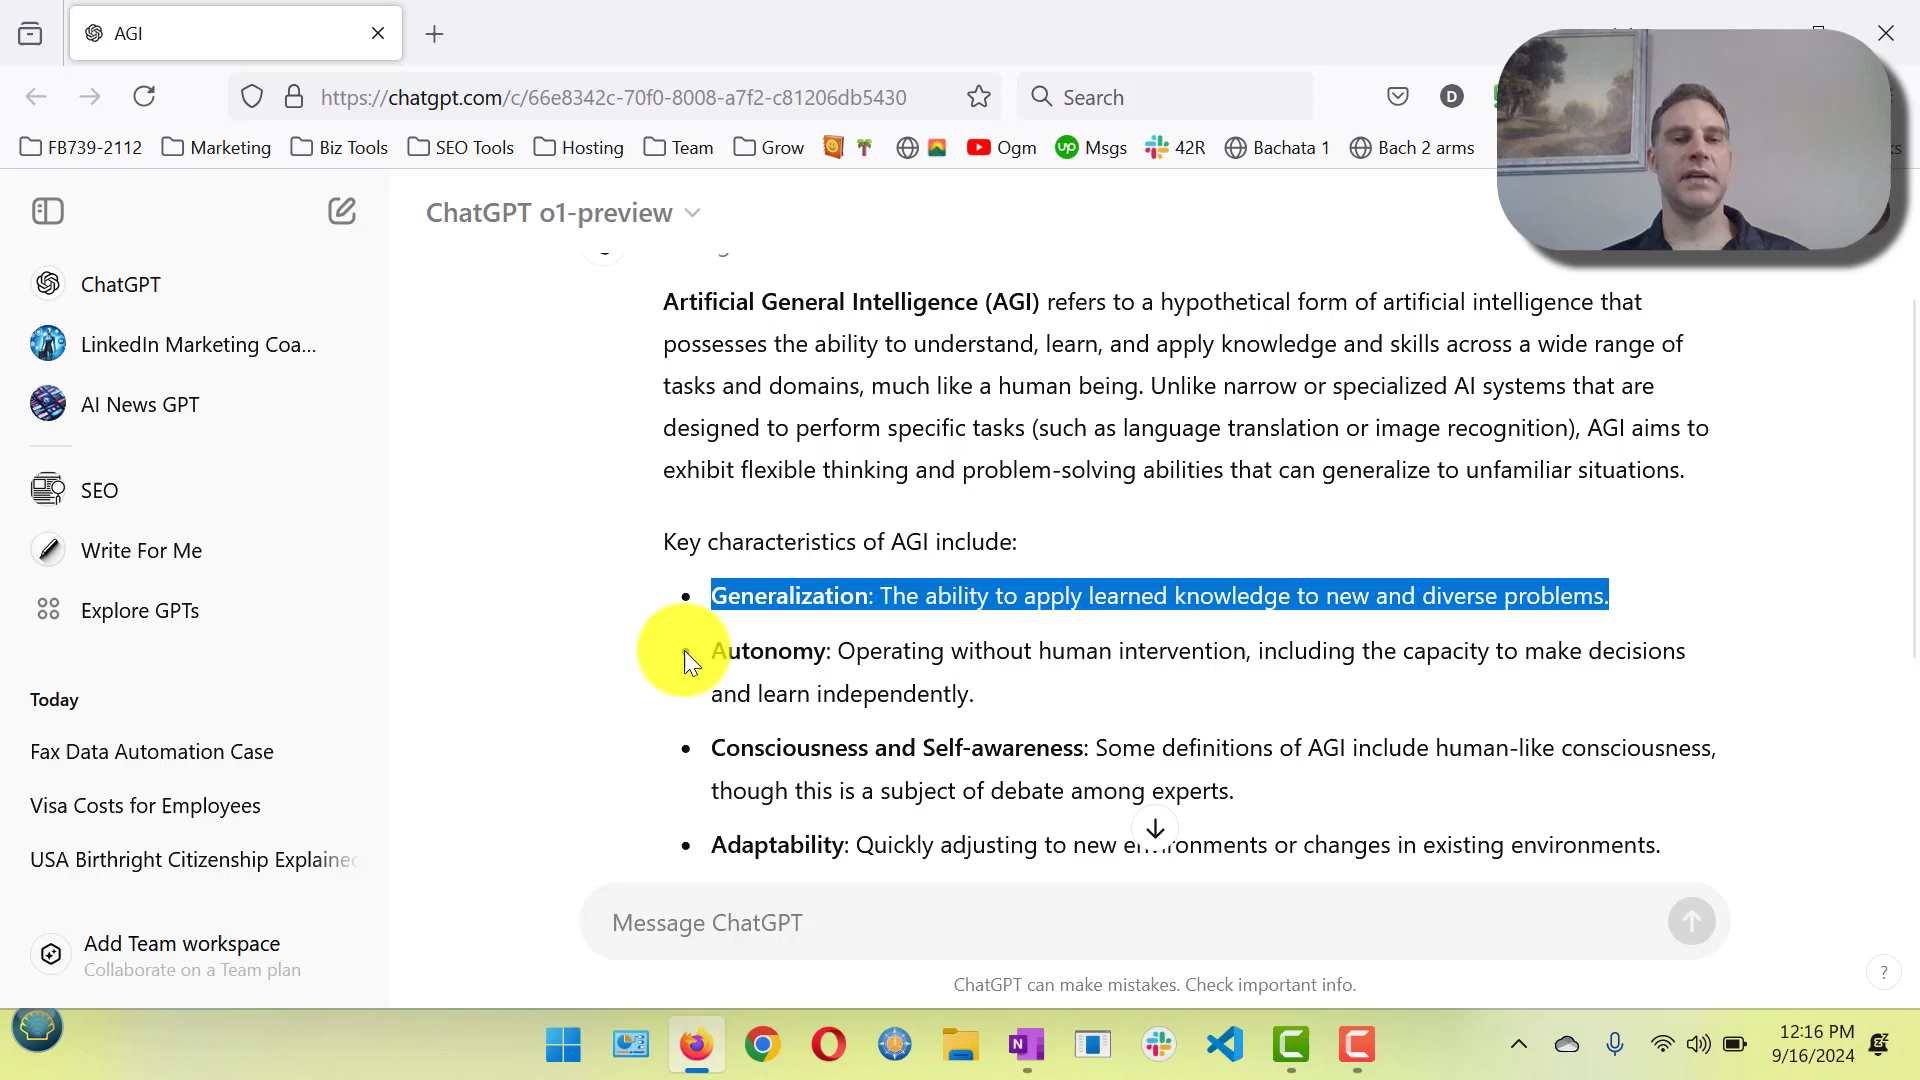 AGI
https://chatgpt.com/c/66e8342c-70f0-8008-a7f2-c81206db5430
Search
D
FB739-2112
Marketing
Biz Tools
SEO Tools
Hosting
Team
Grow
Ogm
up
Msgs
42R
Bachata 1
Bach 2 arms
ChatGPT o1-preview
ChatGPT
LinkedIn Marketing Coa...
AI News GPT
SEO
Write For Me
Explore GPTs
Today
Fax Data Automation Case
Visa Costs for Employees
USA Birthright Citizenship Explained
Add Team workspace
Collaborate on a Team plan
Artificial General Intelligence (AGI) refers to a hypothetical form of artificial intelligence that
possesses the ability to understand, learn, and apply knowledge and skills across a wide range of
tasks and domains, much like a human being. Unlike narrow or specialized AI systems that are
designed to perform specific tasks (such as language translation or image recognition), AGI aims to
exhibit flexible thinking and problem-solving abilities that can generalize to unfamiliar situations.
Key characteristics of AGI include:
• Generalization: The ability to apply learned knowledge to new and diverse problems.
• Autonomy: Operating without human intervention, including the capacity to make decisions
and learn independently.
• Consciousness and Self-awareness: Some definitions of AGI include human-like consciousness,
though this is a subject of debate among experts.
• Adaptability: Quickly adjusting to new environments or changes in existing environments.
Message ChatGPT
ChatGPT can make mistakes. Check important info.
?
N
12:16 PM
9/16/2024